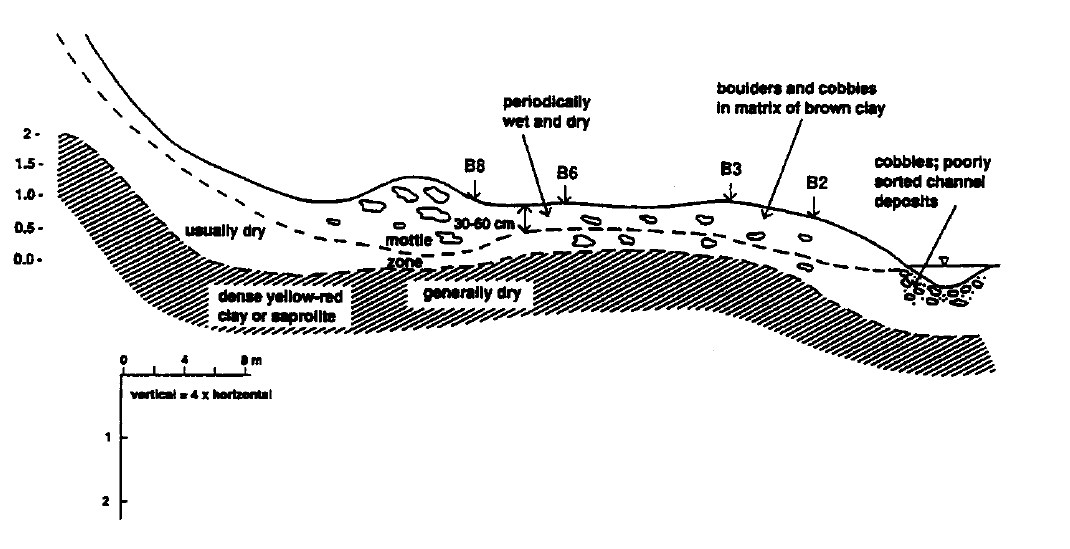 boulders and cobbles
in matrix of brown clay
periodically
wet and dry
cobbles; poorly
sorted channel
deposits
B8
B6
B3
B2
2 -
1.5 -
1.0 -
0.5 -
0.0 -
usually dry
30-60 cm
mottle
zone
dense yellow-red
clay or saprolite
generally dry
0 4 8 m
vertical = 4 x horizontal
1
2